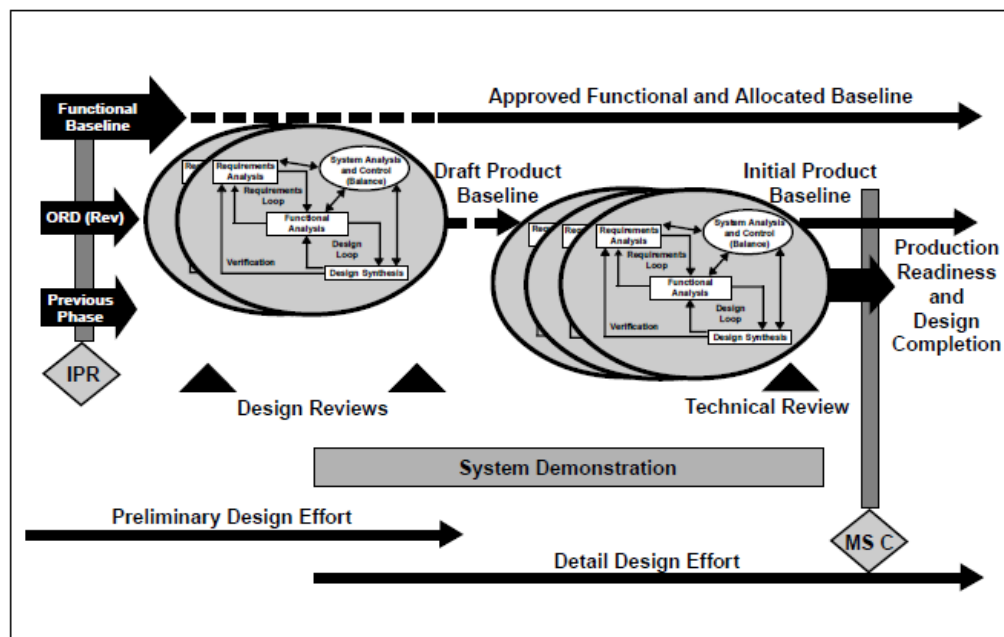 Functional
Baseline
Approved Functional and Allocated Baseline
ORD (Rev)
Previous
Phase
IPR
Requirements
Analysis
System Analysis
and Control
(Balance)
Requirements
Loop
Functional
Analysis
Design
Loop
Verification
Design Synthesis
Draft Product
Baseline
Initial Product
Baseline
Requirements
Analysis
System Analysis
and Control
(Balance)
Requirements
Loop
Functional Analysis
Design
Loop
Verification
Design Synthesis
Production
Readiness
and
Design
Completion
Design Reviews
Technical Review
System Demonstration
Preliminary Design Effort
MS C
Detail Design Effort